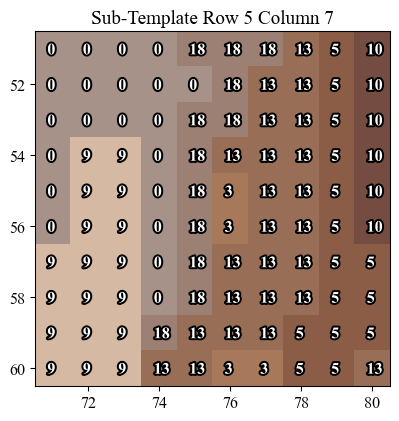 Sub-Template Row 5 Column 7
0 0 0 0 18 18 18 13 5 10
52 0 0 0 0 0 18 13 13 5 10
0 0 0 0 18 18 13 13 5 10
54 0 9 9 0 18 13 13 13 5 10
0 9 9 0 18 3 13 13 5 10
56 0 9 9 0 18 3 13 13 5 10
9 9 9 0 18 13 13 13 5 5
58 9 9 9 0 18 13 13 13 5 5
9 9 9 18 13 13 13 5 5 5
60 9 9 9 13 13 3 3 5 5 13
72 74 76 78 80